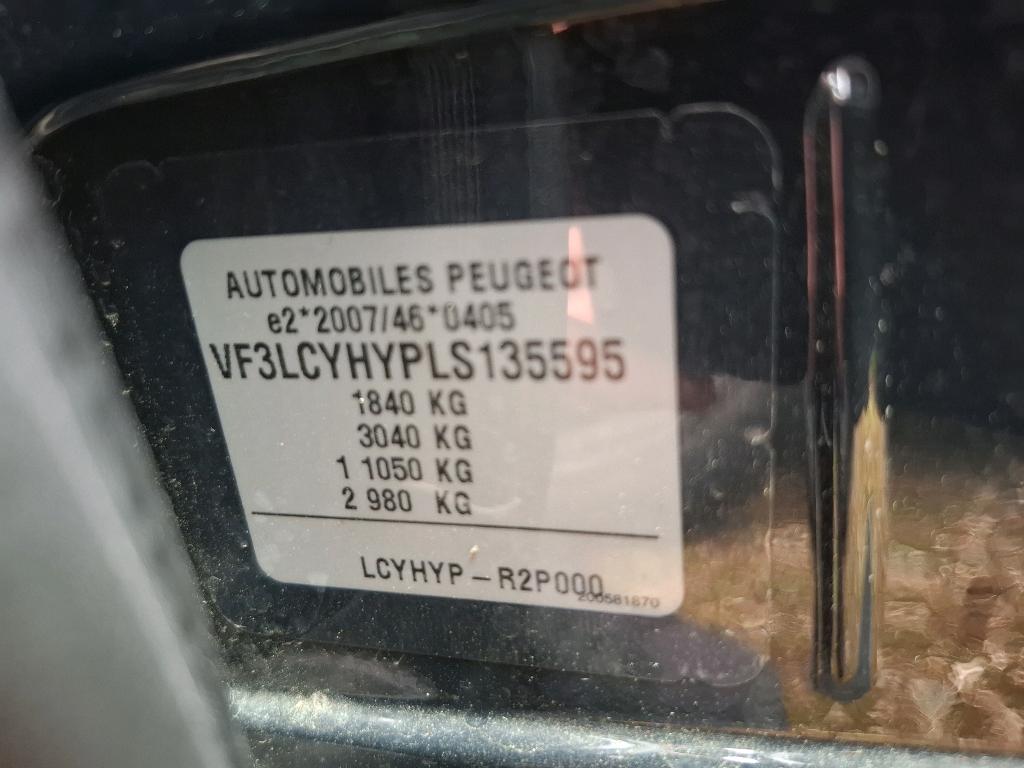 AUTOMOBILES PEUGEOT
e2*2007/46*0405
VF3LCYHYPLS135595
1840 KG
3040 KG
1 1050 KG
2 980 KG
LCYHYP-R2P000
200581870